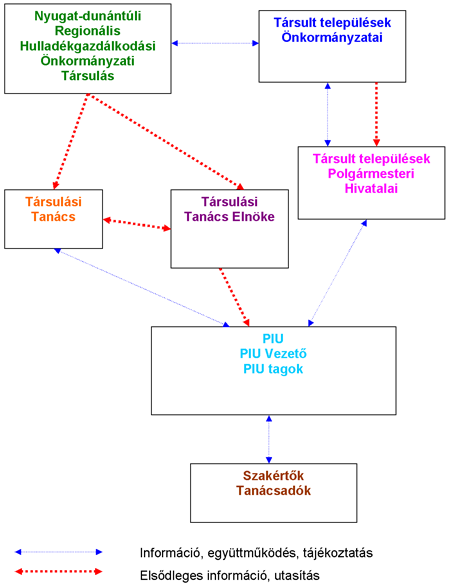 Nyugat-dunántúli
Regionális
Hulladékgazdálkodási
Önkormányzati
Társulás
Társult települések
Önkormányzatai
Társult települések
Polgármesteri
Hivatalai
Társulási
Tanács
Társulási
Tanács Elnöke
PIU
PIU Vezető
PIU tagok
Szakértők
Tanácsadók
Információ, együttműködés, tájékoztatás
Elsődleges információ, utasítás